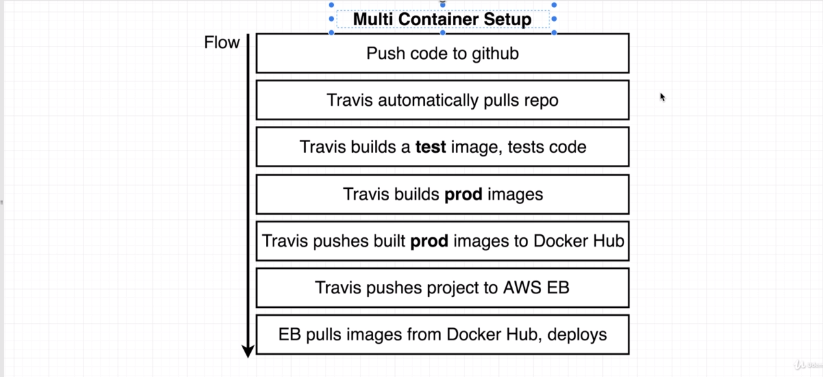 Multi Container Setup
Flow
Push code to github
Travis automatically pulls repo
Travis builds a test image, tests code
Travis builds prod images
Travis pushes built prod images to Docker Hub
Travis pushes project to AWS EB
EB pulls images from Docker Hub, deploys